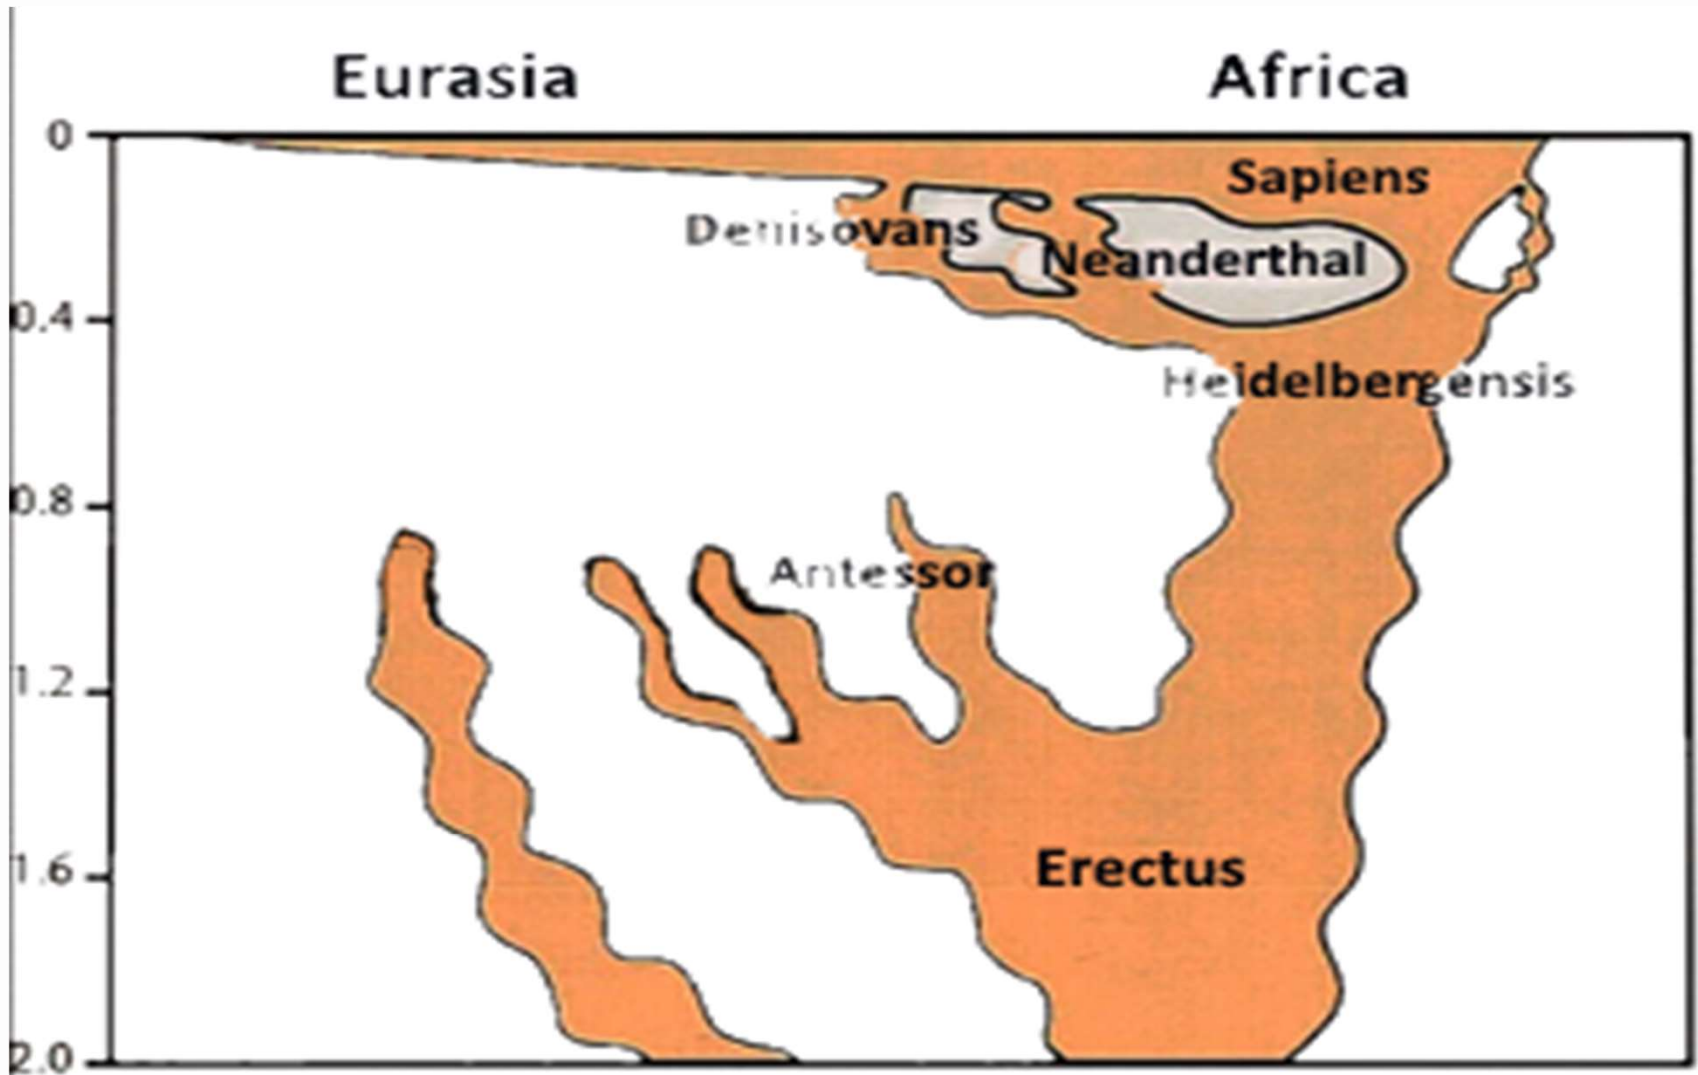 Eurasia Africa
0
Sapiens
Denisovans
Neanderthal
0.4
Heidelbergensis
0.8
Antessor
1.2
1.6
Erectus
2.0